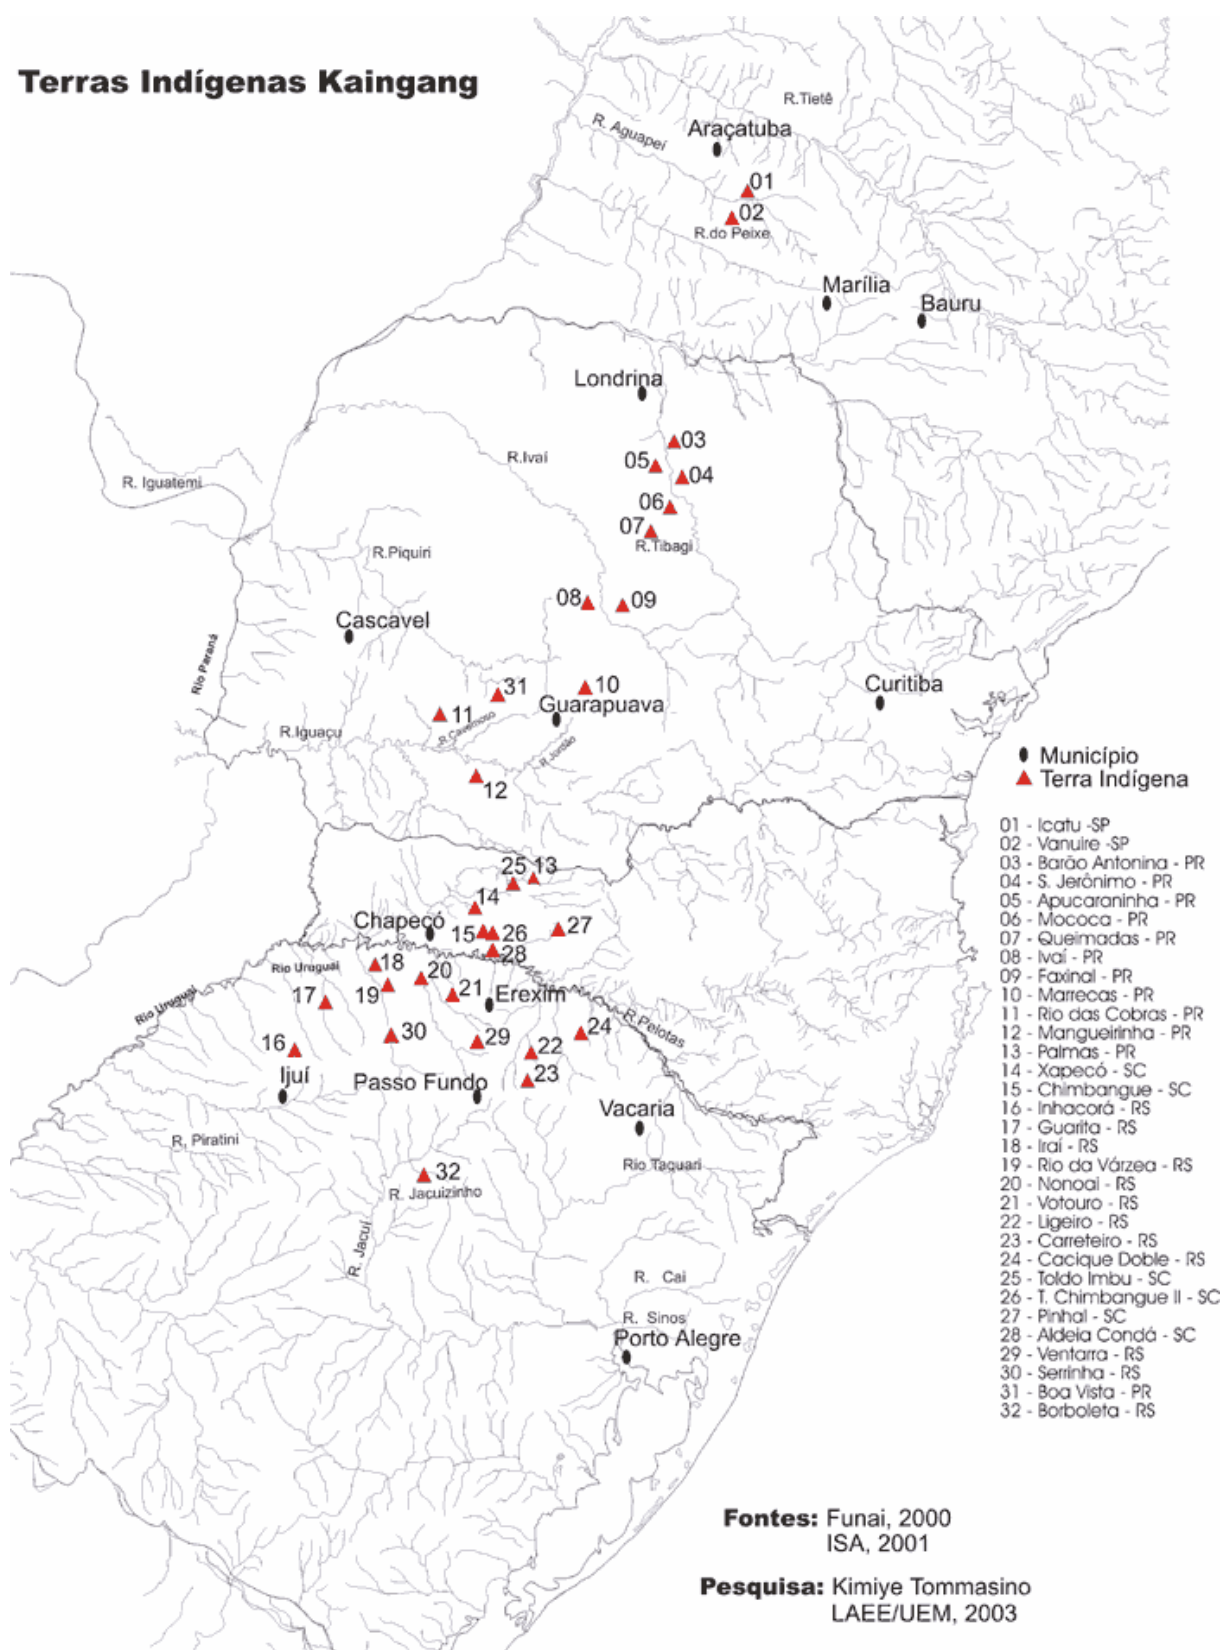 Terras Indígenas Kaingang
R.Tietê
R. Aguapeí
Araçatuba
01
02
R.do Peixe
Marília
Bauru
Londrina
03
R.Ivaí
05
04
R. Iguatemi
06
07
R.Tibagi
R.Piquiri
08
09
Cascavel
Rio Paraná
31
10
Curitiba
11
Guarapuava
R.Cavernoso
R.Iguaçu
R.Jordão
12
Município
Terra Indígena
01 - Icatu -SP
02 - Vanuire -SP
03 - Barão Antonina - PR
04 - S. Jerônimo - PR
05 - Apucaraninha - PR
06 - Mococa - PR
07 - Queimadas - PR
08 - Ivaí - PR
09 - Faxinal - PR
10 - Marrecas - PR
11 - Rio das Cobras - PR
12 - Mangueirinha - PR
13 - Palmas - PR
14 - Xapecó - SC
15 - Chimbangue - SC
16 - Inhacorá - RS
17 - Guarita - RS
18 - Iraí - RS
19 - Rio da Várzea - RS
20 - Nonoai - RS
21 - Votouro - RS
22 - Ligeiro - RS
23 - Carreteiro - RS
24 - Cacique Doble - RS
25 - Toldo Imbu - SC
26 - T. Chimbangue II - SC
27 - Pinhal - SC
28 - Aldeia Condá - SC
29 - Ventarra - RS
30 - Serrinha - RS
31 - Boa Vista - PR
32 - Borboleta - RS
25
13
14
Chapecó
15
26
27
28
Rio Uruguai
18
20
Rio Uruguai
17
19
21
Erexim
R.Pelotas
30
29
24
16
22
Ijuí
Passo Fundo
23
Vacaria
R. Piratini
Rio Taquari
32
R. Jacuizinho
R. Jacuí
R. Cai
R. Sinos
Porto Alegre
Fontes: Funai, 2000
ISA, 2001
Pesquisa: Kimiye Tommasino
LAEE/UEM, 2003